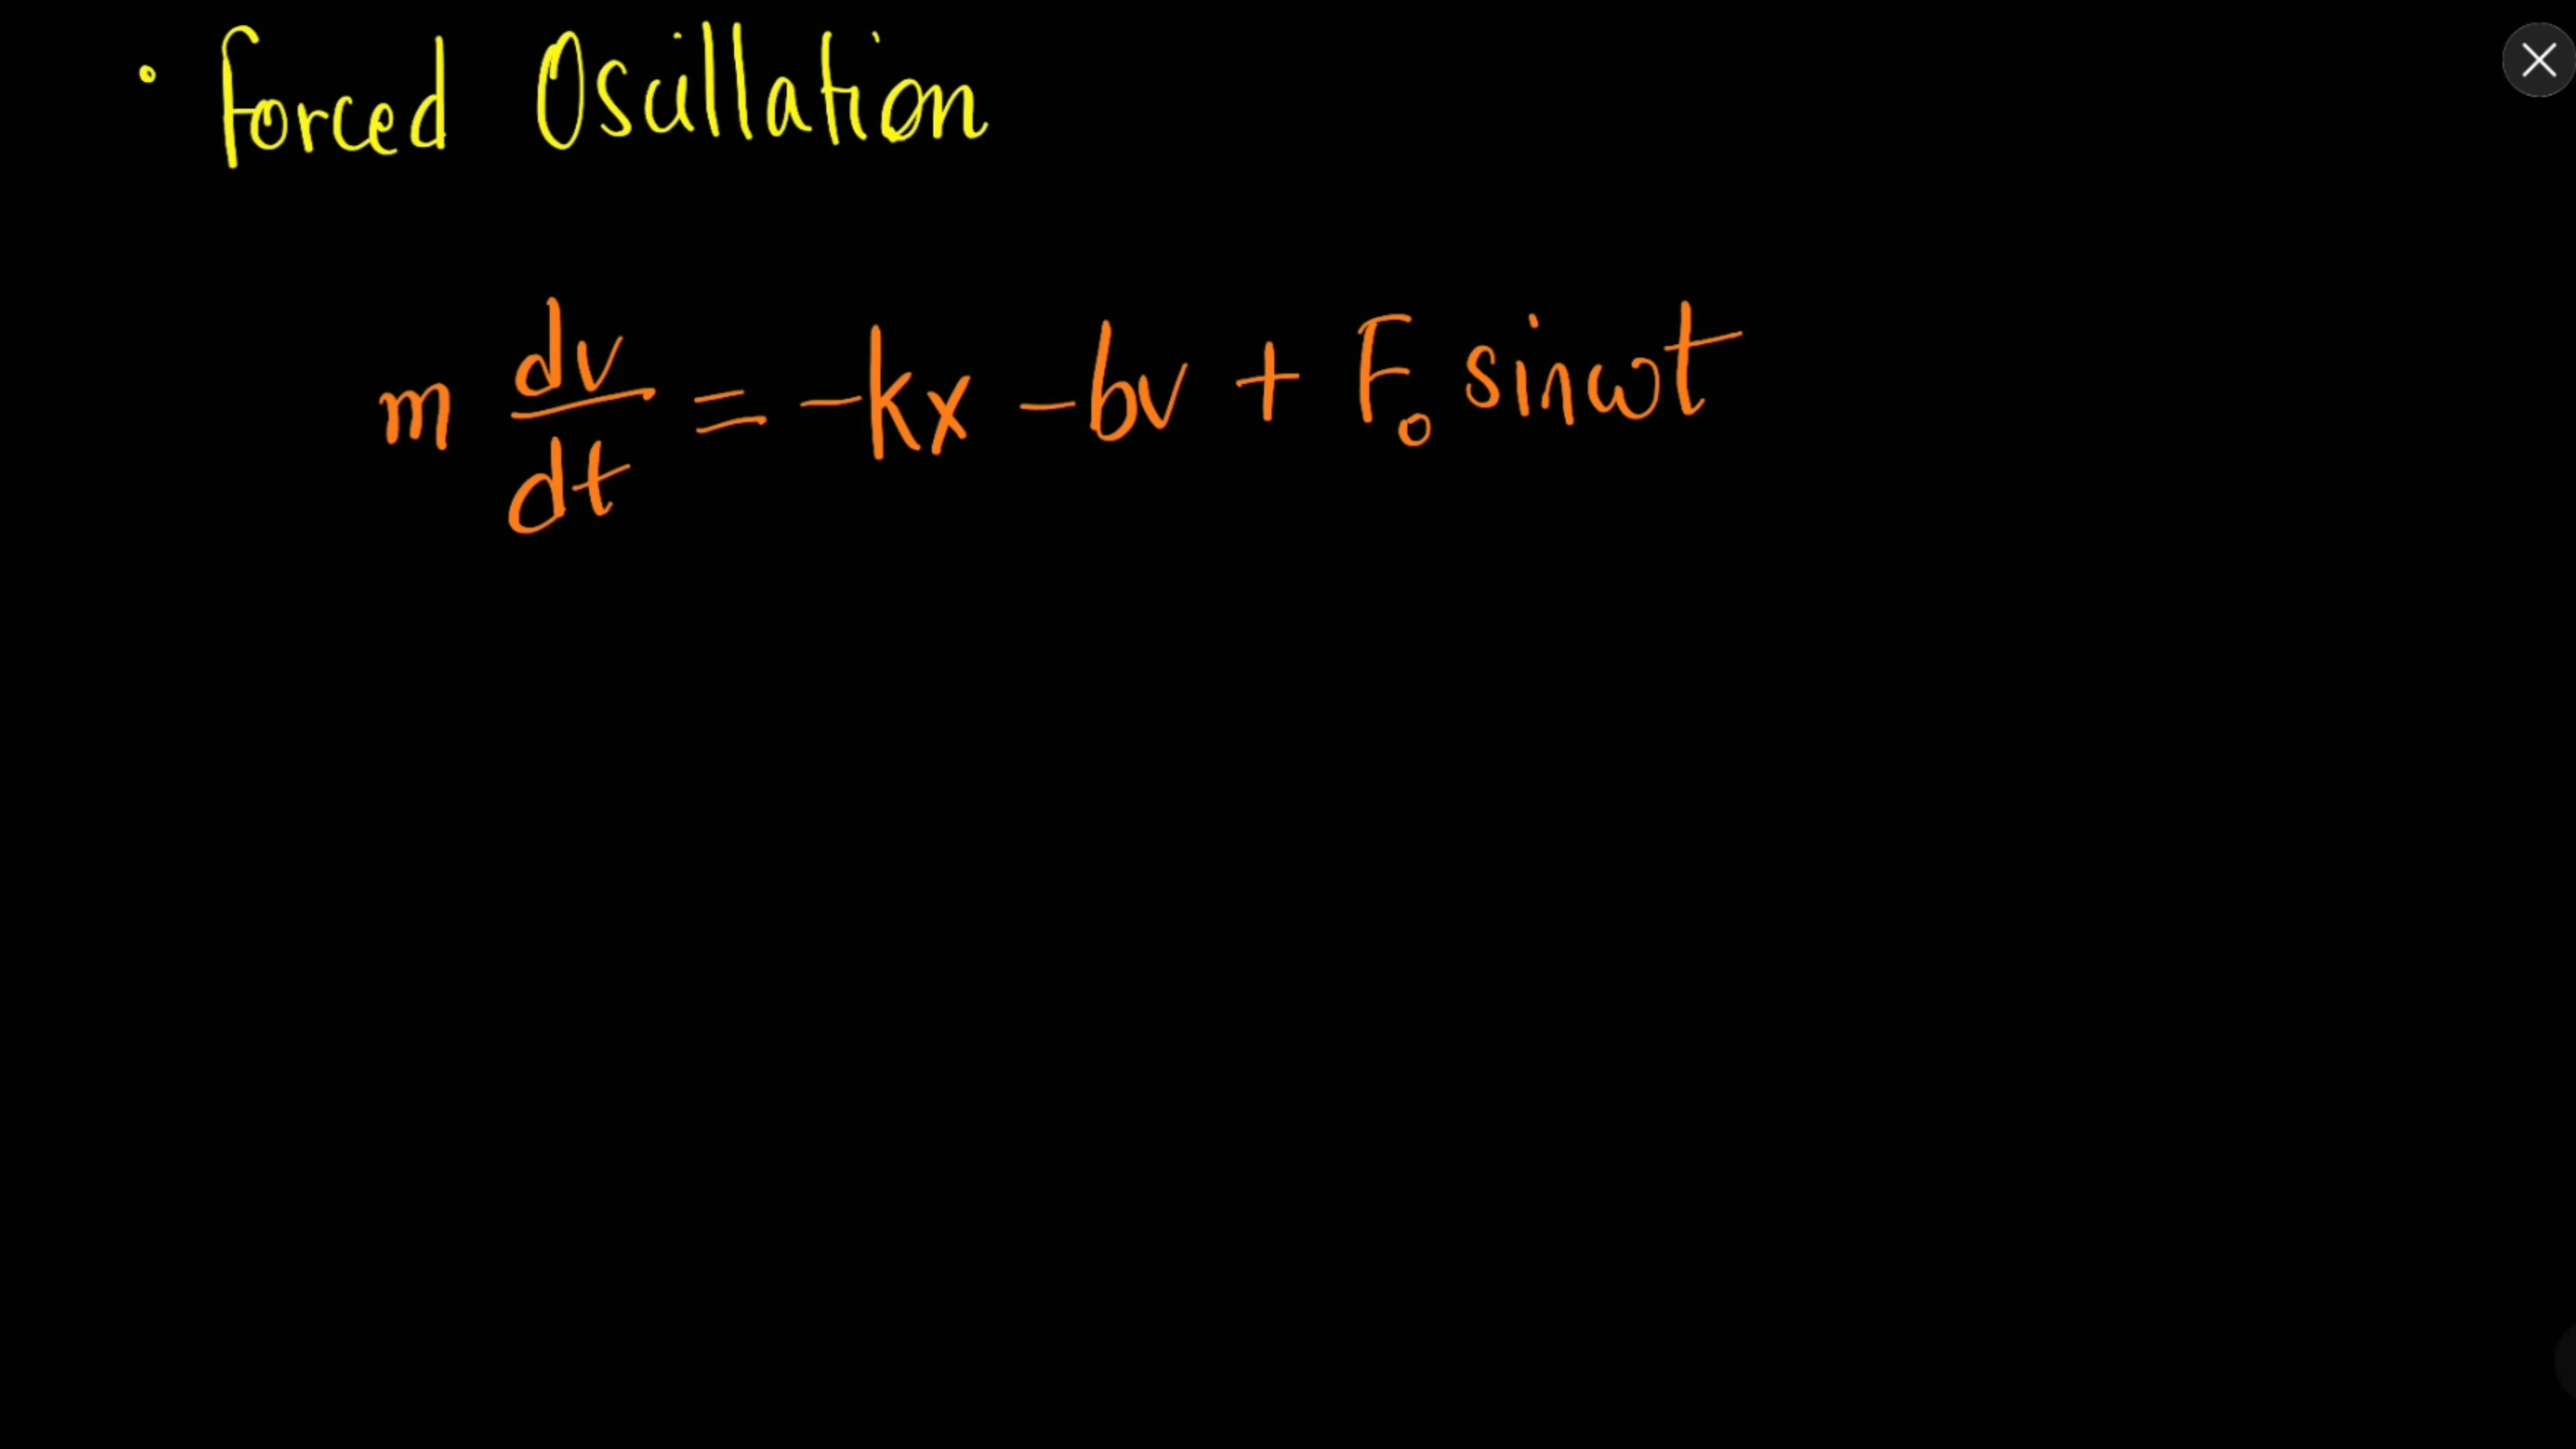 • Forced Oscillation
m dv/dt = -kx - bv + F₀ sinωt